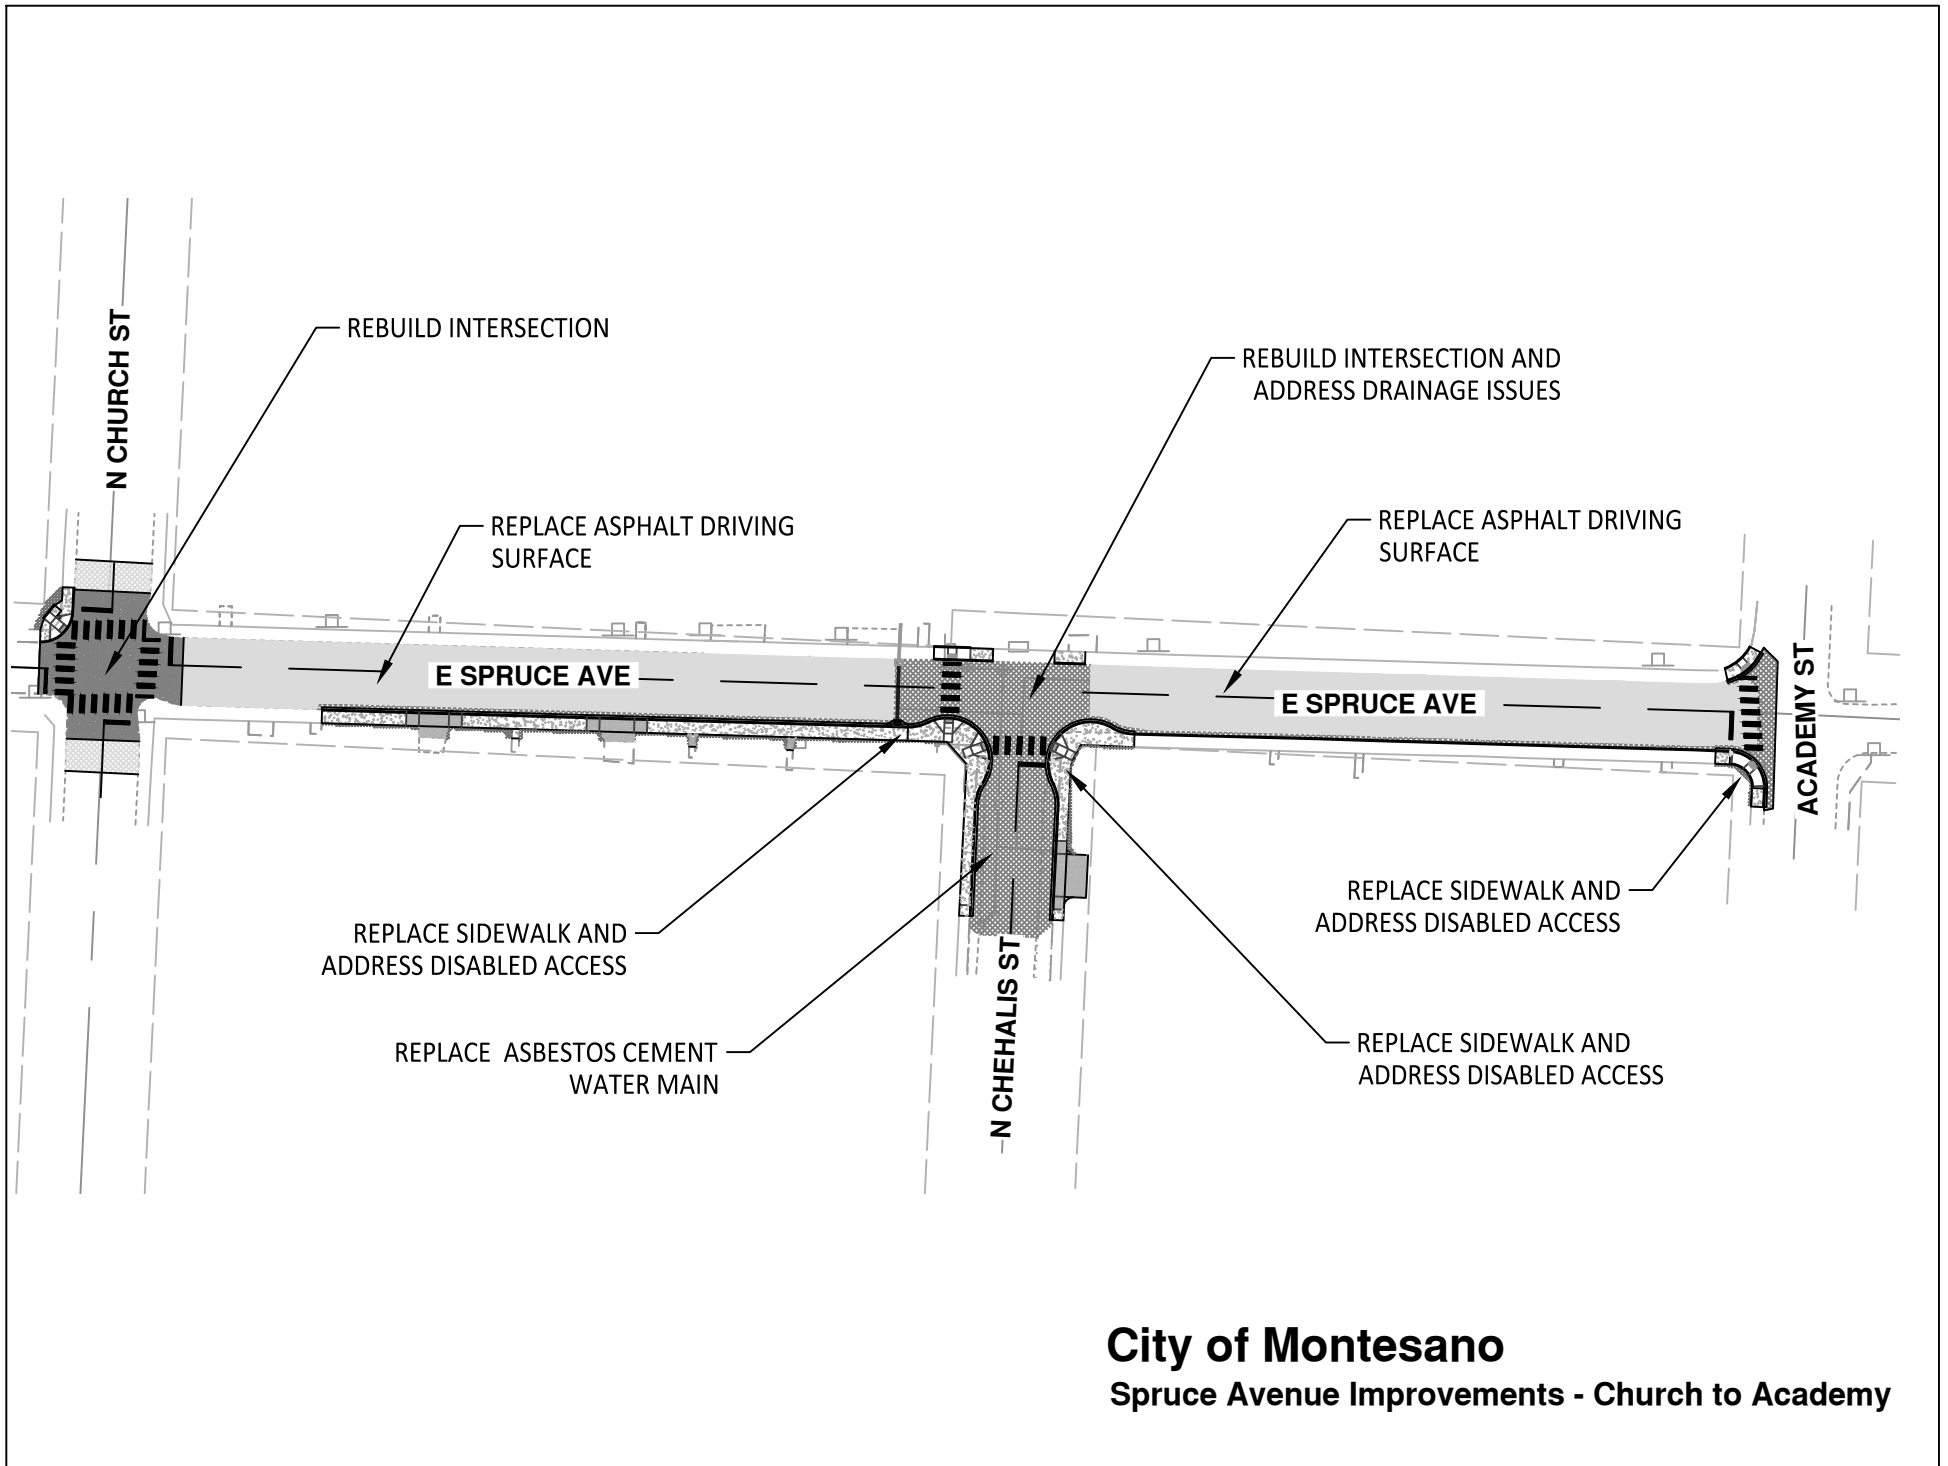 N CHURCH ST
REBUILD INTERSECTION
REBUILD INTERSECTION AND
ADDRESS DRAINAGE ISSUES
REPLACE ASPHALT DRIVING
SURFACE
REPLACE ASPHALT DRIVING
SURFACE
E SPRUCE AVE
E SPRUCE AVE
ACADEMY ST
REPLACE SIDEWALK AND
ADDRESS DISABLED ACCESS
REPLACE SIDEWALK AND
ADDRESS DISABLED ACCESS
N CHEHALIS ST
REPLACE ASBESTOS CEMENT
WATER MAIN
REPLACE SIDEWALK AND
ADDRESS DISABLED ACCESS
City of Montesano
Spruce Avenue Improvements - Church to Academy